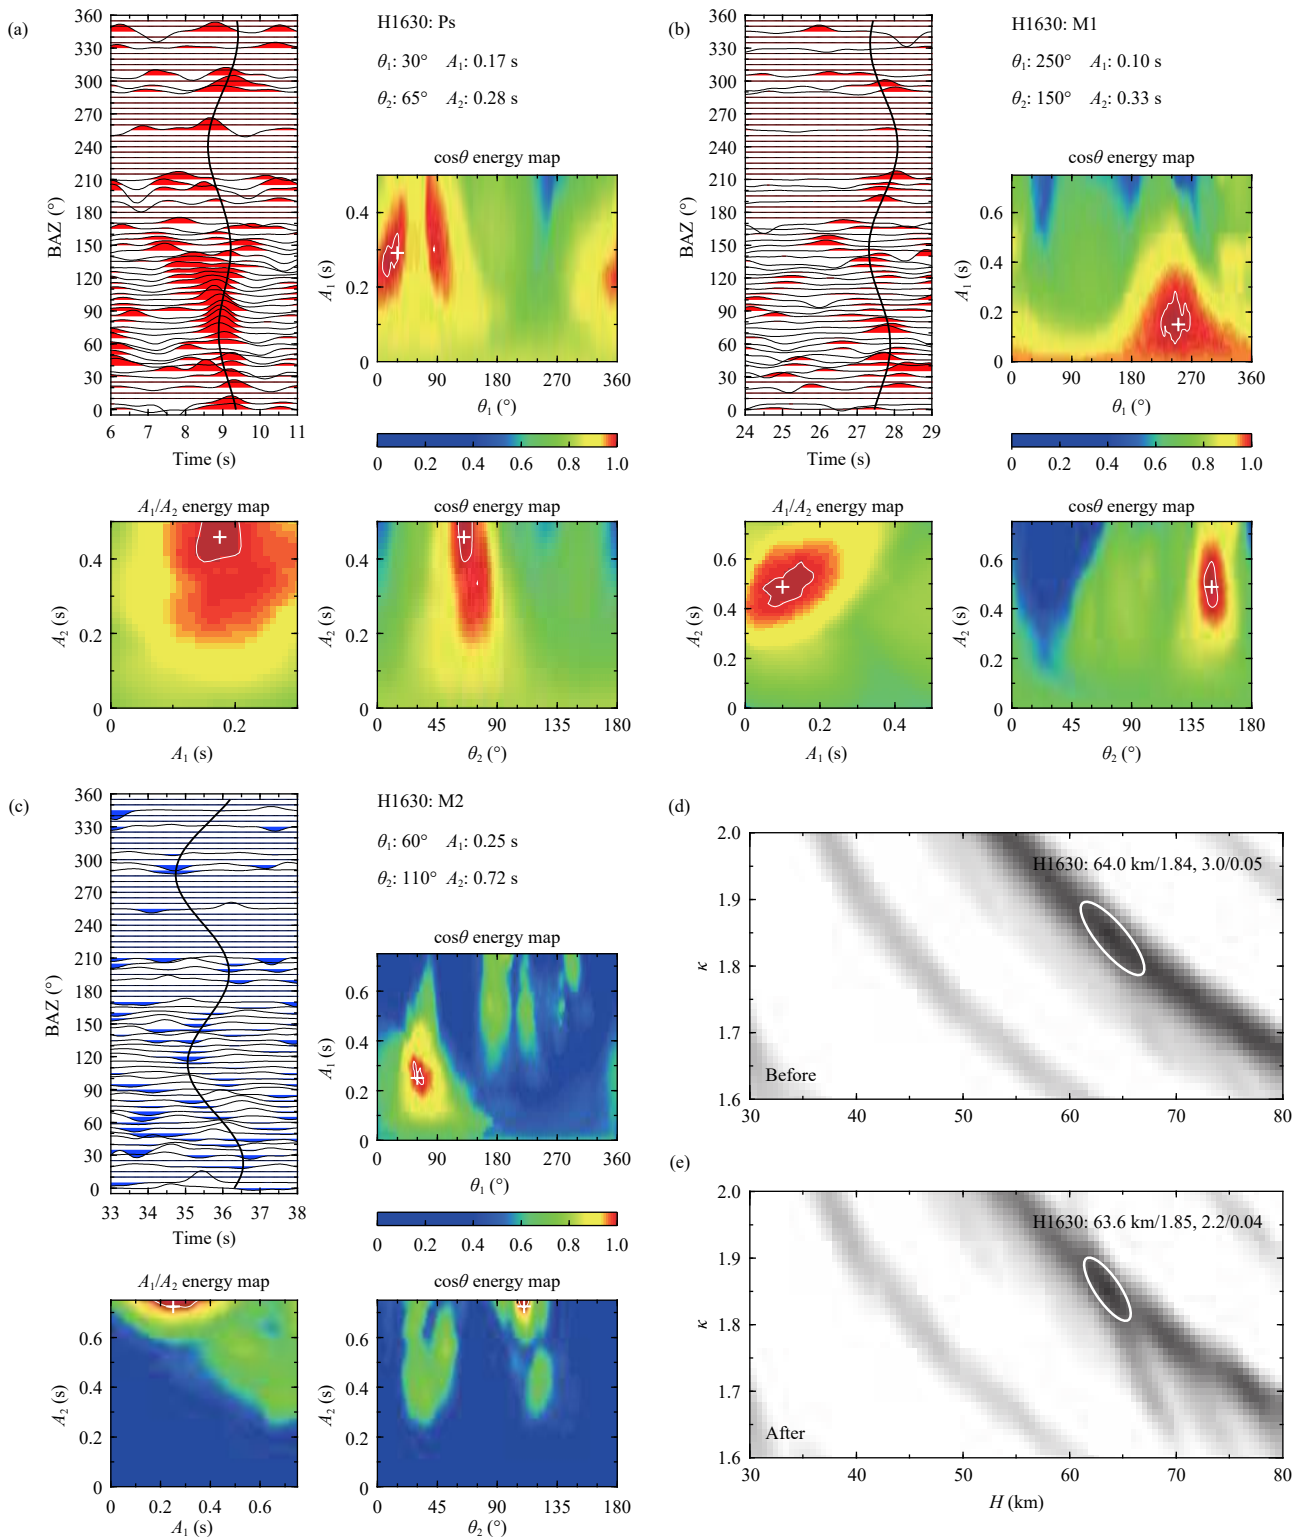 (a)
H1630: Ps
θ1: 30° A1: 0.17 s
θ2: 65° A2: 0.28 s
BAZ (°)
360
330
300
270
240
210
180
150
120
90
60
30
0
6 7 8 9 10 11
Time (s)
cosθ energy map
A1 (s)
0.4
0.2
0
0 90 180 270 360
θ1 (°)
0 0.2 0.4 0.6 0.8 1.0
A1/A2 energy map
A2 (s)
0.4
0.2
0
0 0.2
A1 (s)
cosθ energy map
A2 (s)
0.4
0.2
0
0 45 90 135 180
θ2 (°)
(b)
H1630: M1
θ1: 250° A1: 0.10 s
θ2: 150° A2: 0.33 s
BAZ (°)
360
330
300
270
240
210
180
150
120
90
60
30
0
24 25 26 27 28 29
Time (s)
cosθ energy map
A1 (s)
0.6
0.4
0.2
0
0 90 180 270 360
θ1 (°)
0 0.2 0.4 0.6 0.8 1.0
A1/A2 energy map
A2 (s)
0.6
0.4
0.2
0
0 0.2 0.4
A1 (s)
cosθ energy map
A2 (s)
0.6
0.4
0.2
0
0 45 90 135 180
θ2 (°)
(c)
H1630: M2
θ1: 60° A1: 0.25 s
θ2: 110° A2: 0.72 s
BAZ (°)
360
330
300
270
240
210
180
150
120
90
60
30
0
33 34 35 36 37 38
Time (s)
cosθ energy map
A1 (s)
0.6
0.4
0.2
0
0 90 180 270 360
θ1 (°)
0 0.2 0.4 0.6 0.8 1.0
A1/A2 energy map
A2 (s)
0.6
0.4
0.2
0
0 0.2 0.4 0.6
A1 (s)
cosθ energy map
A2 (s)
0.6
0.4
0.2
0
0 45 90 135 180
θ2 (°)
(d)
H1630: 64.0 km/1.84, 3.0/0.05
κ
2.0
1.9
1.8
1.7
1.6
Before
30 40 50 60 70 80
(e)
H1630: 63.6 km/1.85, 2.2/0.04
κ
2.0
1.9
1.8
1.7
1.6
After
30 40 50 60 70 80
H (km)